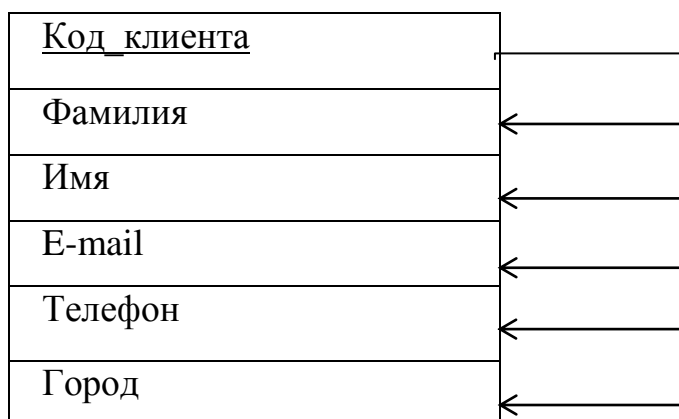 Код_клиента
Фамилия
Имя
E-mail
Телефон
Город